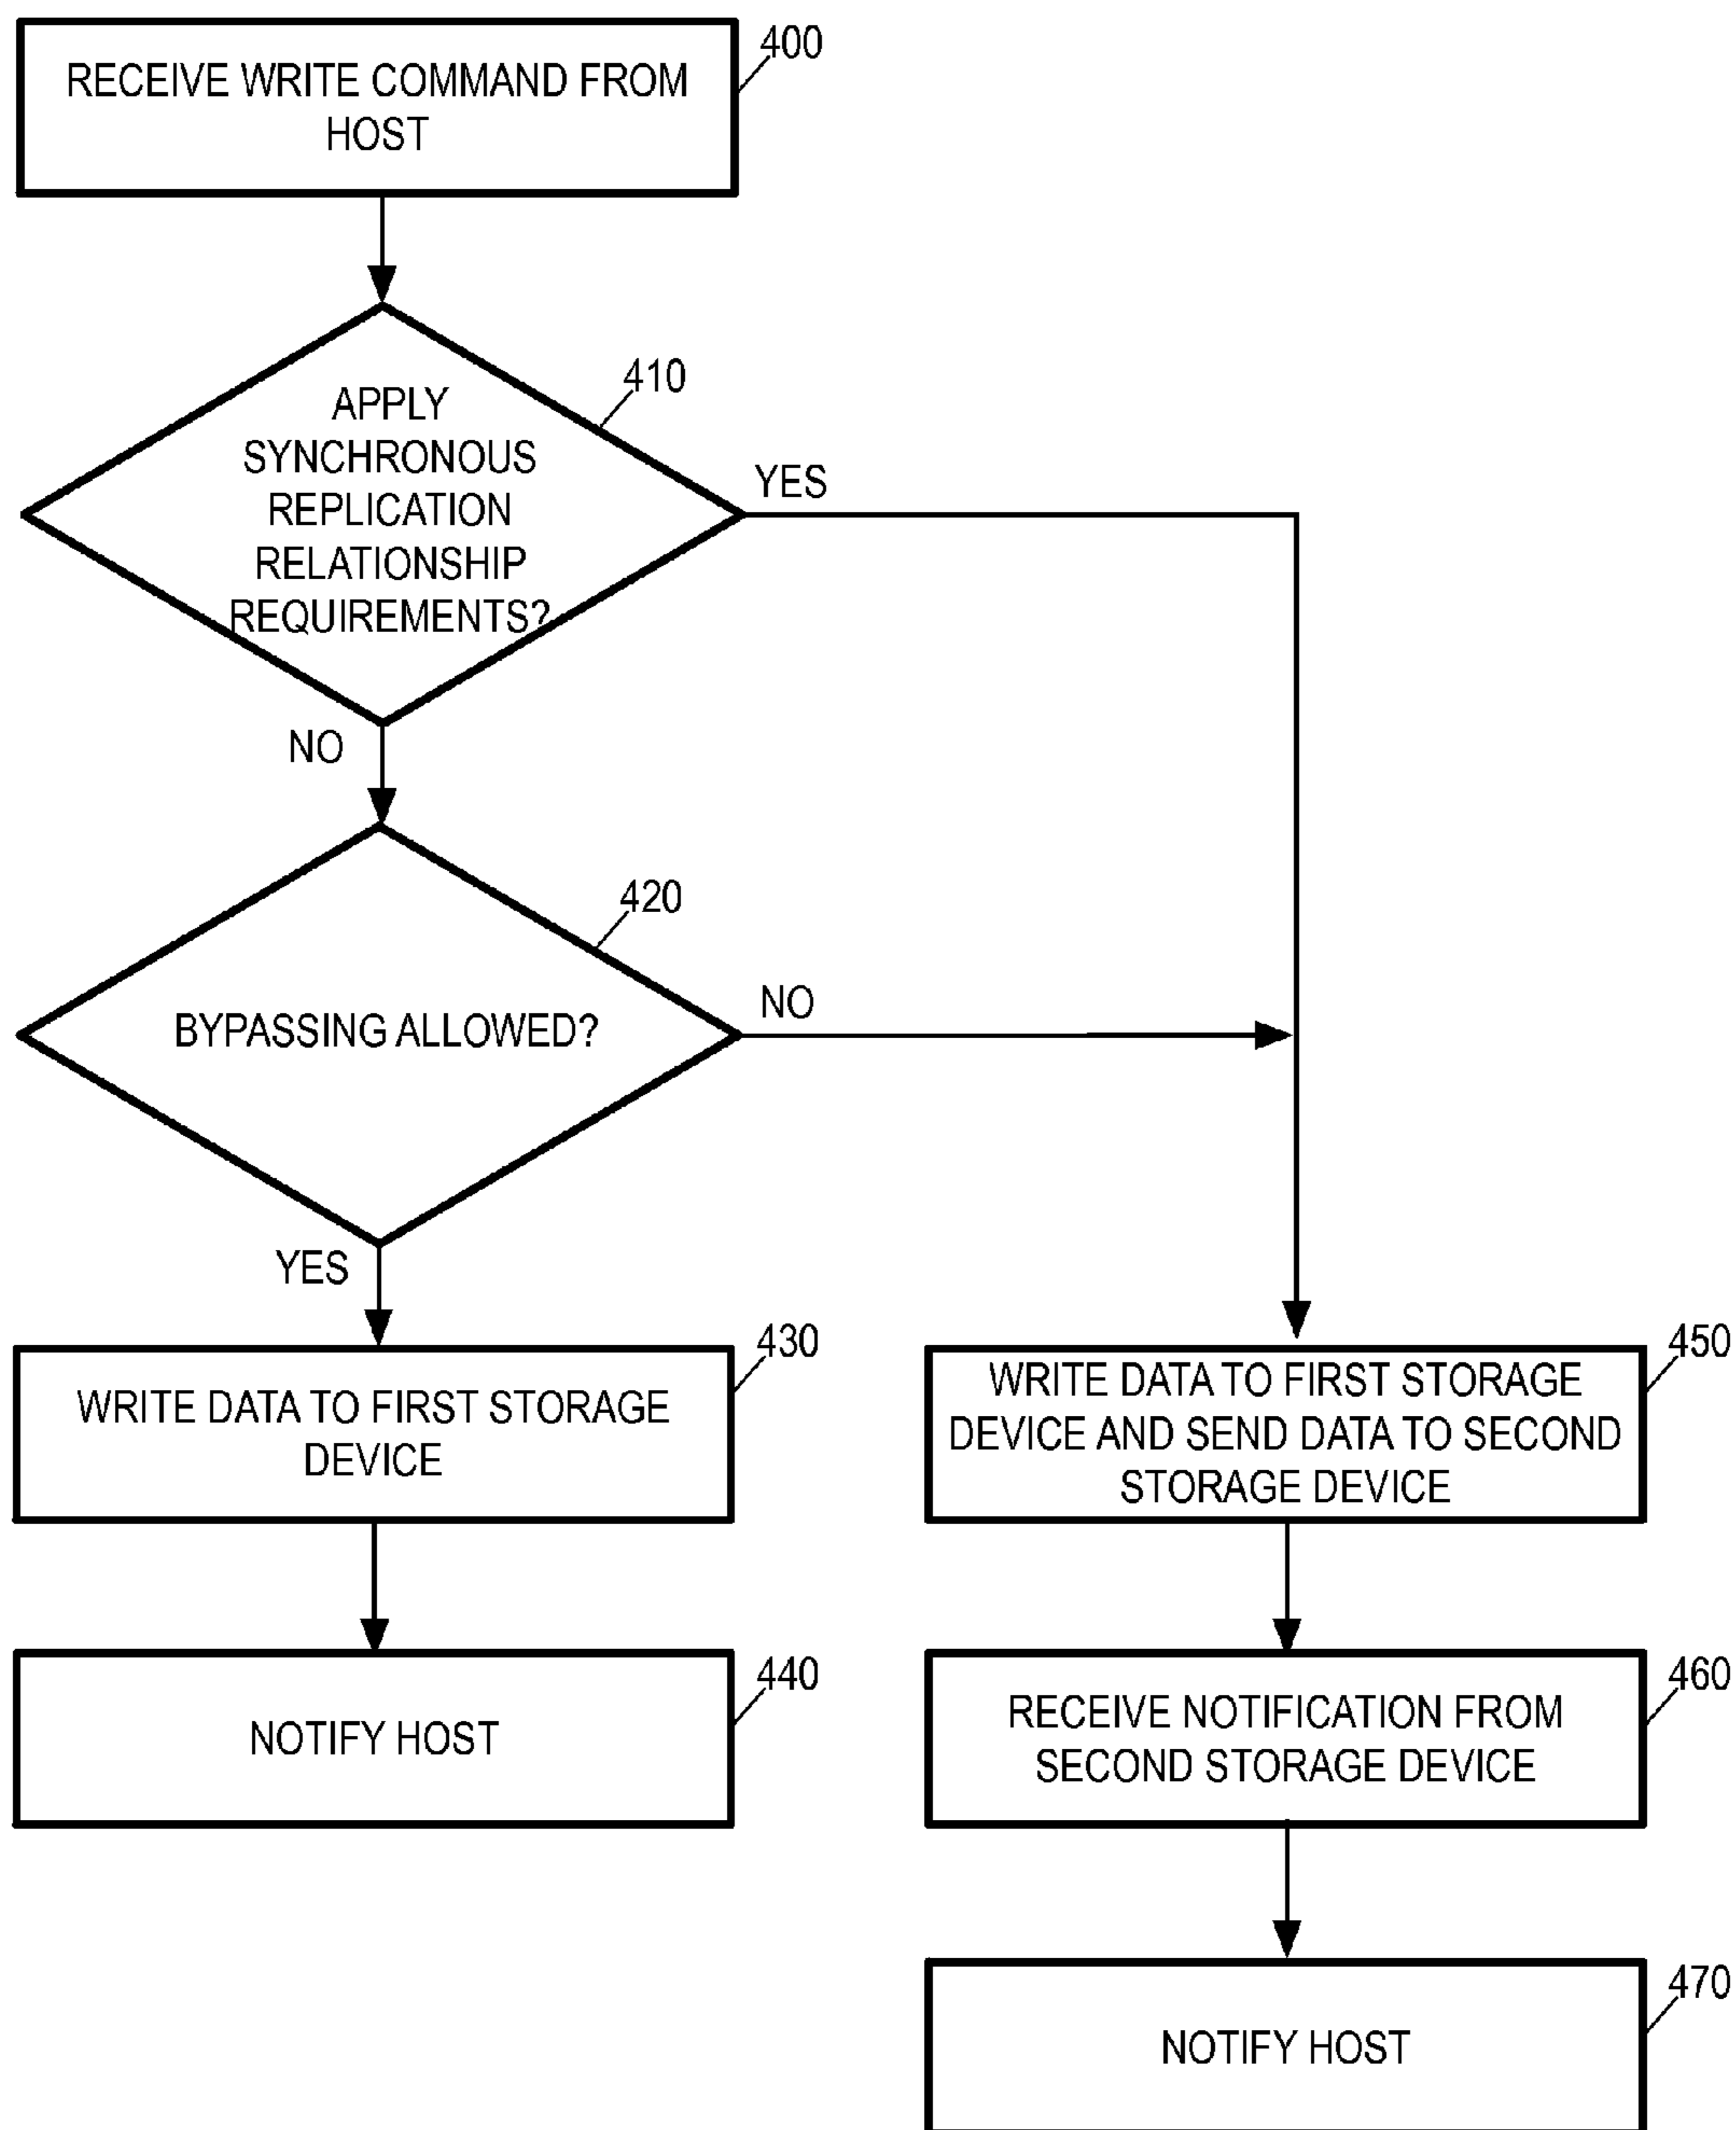 400
RECEIVE WRITE COMMAND FROM
HOST
410
APPLY
SYNCHRONOUS
REPLICATION
RELATIONSHIP
REQUIREMENTS?
YES
NO
420
BYPASSING ALLOWED?
NO
YES
430
WRITE DATA TO FIRST STORAGE
DEVICE
450
WRITE DATA TO FIRST STORAGE
DEVICE AND SEND DATA TO SECOND
STORAGE DEVICE
440
NOTIFY HOST
460
RECEIVE NOTIFICATION FROM
SECOND STORAGE DEVICE
470
NOTIFY HOST